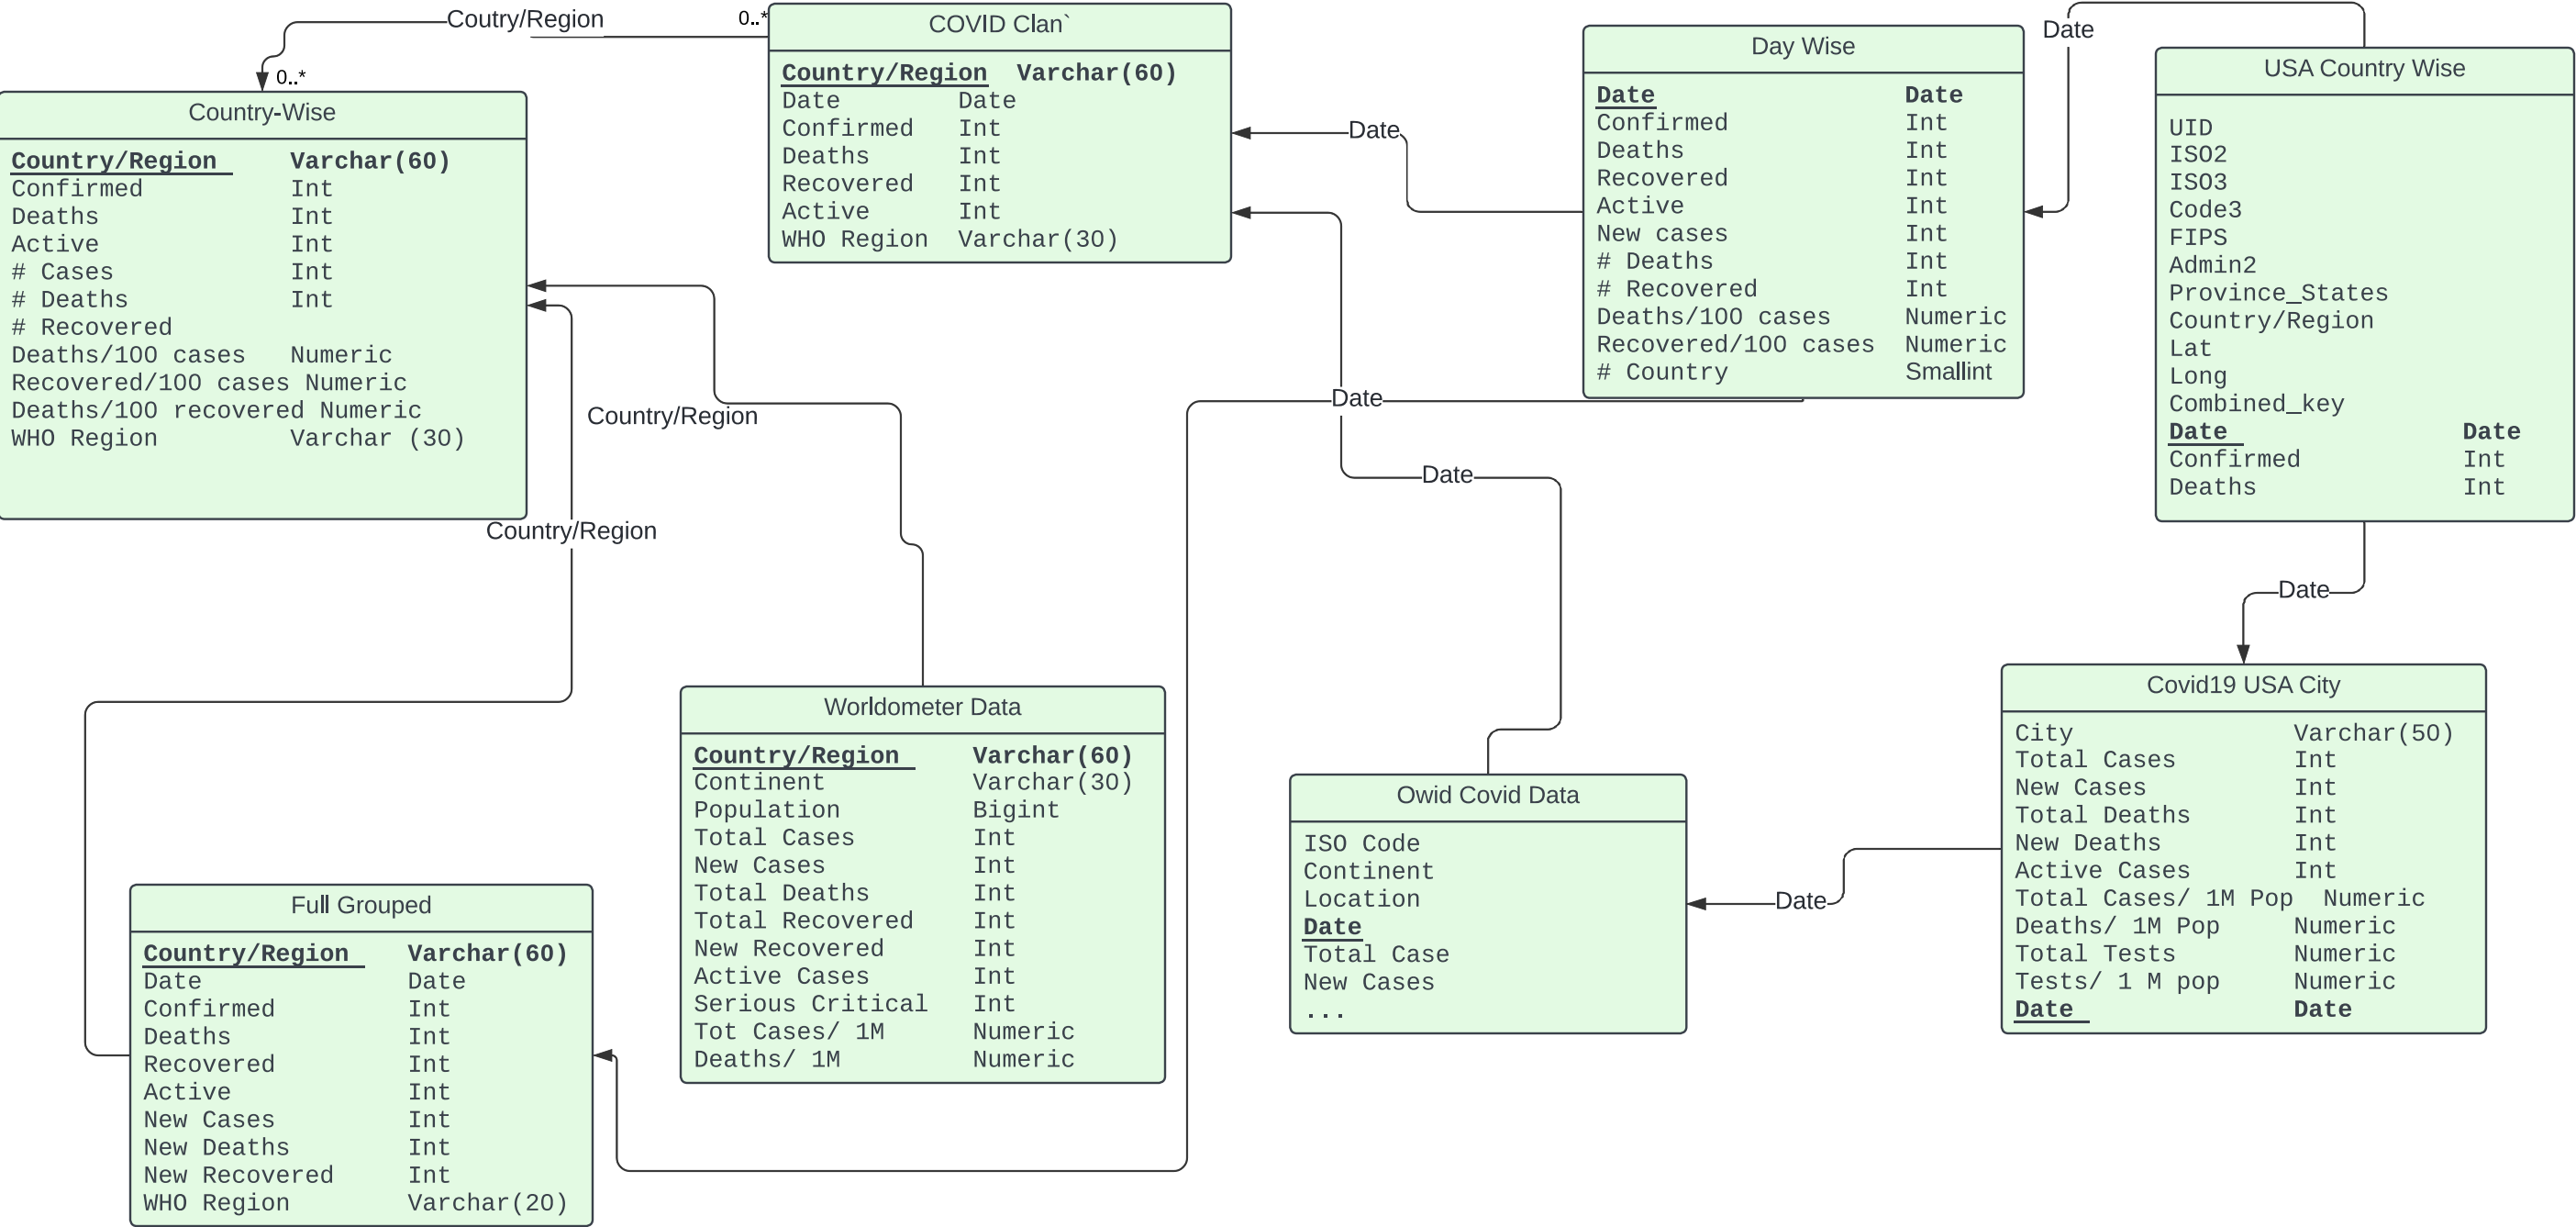 Coutry/Region
0..*
0..*
Country-Wise
Country/Region Varchar(60)
Confirmed Int
Deaths Int
Active Int
# Cases Int
# Deaths Int
# Recovered
Deaths/100 cases Numeric
Recovered/100 cases Numeric
Deaths/100 recovered Numeric
WHO Region Varchar (30)
COVID Clan`
Country/Region Varchar(60)
Date Date
Confirmed Int
Deaths Int
Recovered Int
Active Int
WHO Region Varchar(30)
Date
Day Wise
Date Date
Confirmed Int
Deaths Int
Recovered Int
Active Int
New cases Int
# Deaths Int
# Recovered Int
Deaths/100 cases Numeric
Recovered/100 cases Numeric
# Country Smallint
Date
USA Country Wise
UID
ISO2
ISO3
Code3
FIPS
Admin2
Province_States
Country/Region
Lat
Long
Combined_key
Date Date
Confirmed Int
Deaths Int
Country/Region
Date
Date
Country/Region
Date
Worldometer Data
Country/Region Varchar(60)
Continent Varchar(30)
Population Bigint
Total Cases Int
New Cases Int
Total Deaths Int
Total Recovered Int
New Recovered Int
Active Cases Int
Serious Critical Int
Tot Cases/ 1M Numeric
Deaths/ 1M Numeric
Owid Covid Data
ISO Code
Continent
Location
Date
Total Case
New Cases
...
Date
Covid19 USA City
City Varchar(50)
Total Cases Int
New Cases Int
Total Deaths Int
New Deaths Int
Active Cases Int
Total Cases/ 1M Pop Numeric
Deaths/ 1M Pop Numeric
Total Tests Numeric
Tests/ 1 M pop Numeric
Date Date
Full Grouped
Country/Region Varchar(60)
Date Date
Confirmed Int
Deaths Int
Recovered Int
Active Int
New Cases Int
New Deaths Int
New Recovered Int
WHO Region Varchar(20)